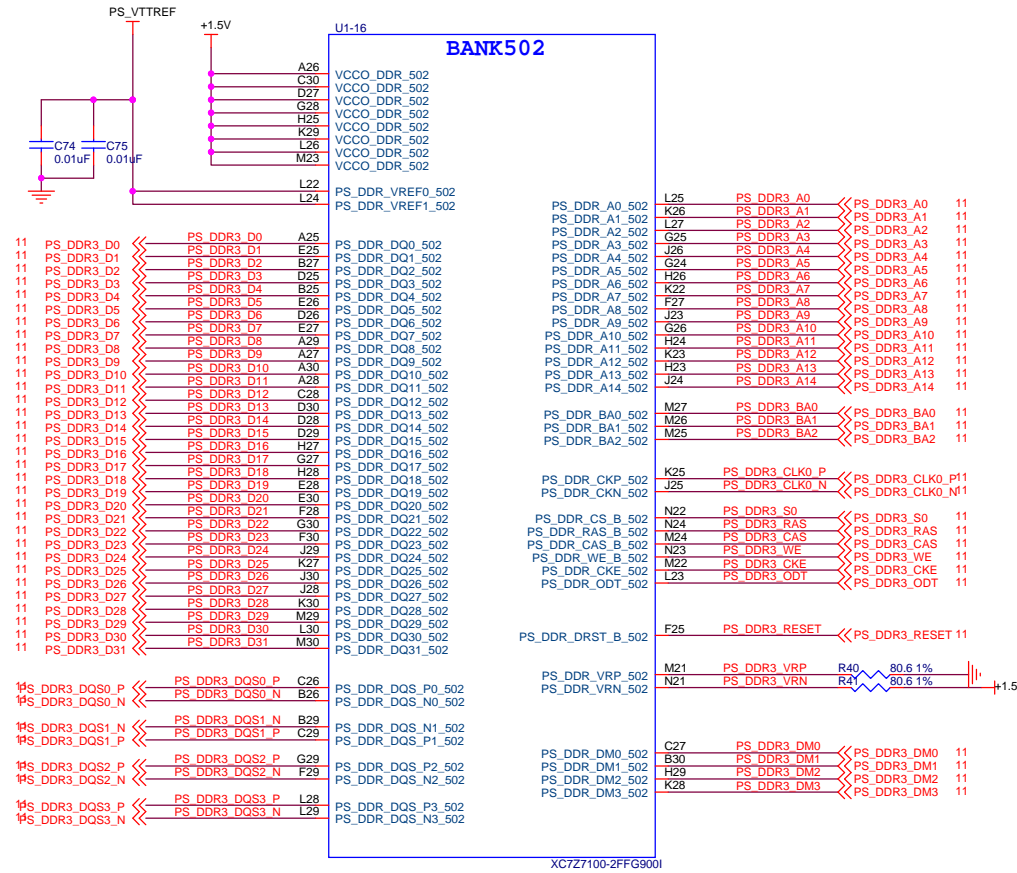 PS_VTTREF
+1.5V
U1-16
BANK502
C74
0.01uF
C75
0.01uF
A26 VCCO_DDR_502
C30 VCCO_DDR_502
D27 VCCO_DDR_502
G28 VCCO_DDR_502
H25 VCCO_DDR_502
K29 VCCO_DDR_502
L26 VCCO_DDR_502
M23 VCCO_DDR_502
L22 PS_DDR_VREF0_502
L24 PS_DDR_VREF1_502
11 PS_DDR3_D0 PS_DDR3_D0 A25 PS_DDR_DQ0_502
11 PS_DDR3_D1 PS_DDR3_D1 E25 PS_DDR_DQ1_502
11 PS_DDR3_D2 PS_DDR3_D2 B27 PS_DDR_DQ2_502
11 PS_DDR3_D3 PS_DDR3_D3 D25 PS_DDR_DQ3_502
11 PS_DDR3_D4 PS_DDR3_D4 B25 PS_DDR_DQ4_502
11 PS_DDR3_D5 PS_DDR3_D5 E26 PS_DDR_DQ5_502
11 PS_DDR3_D6 PS_DDR3_D6 D26 PS_DDR_DQ6_502
11 PS_DDR3_D7 PS_DDR3_D7 E27 PS_DDR_DQ7_502
11 PS_DDR3_D8 PS_DDR3_D8 A29 PS_DDR_DQ8_502
11 PS_DDR3_D9 PS_DDR3_D9 A27 PS_DDR_DQ9_502
11 PS_DDR3_D10 PS_DDR3_D10 A30 PS_DDR_DQ10_502
11 PS_DDR3_D11 PS_DDR3_D11 A28 PS_DDR_DQ11_502
11 PS_DDR3_D12 PS_DDR3_D12 C28 PS_DDR_DQ12_502
11 PS_DDR3_D13 PS_DDR3_D13 D30 PS_DDR_DQ13_502
11 PS_DDR3_D14 PS_DDR3_D14 D28 PS_DDR_DQ14_502
11 PS_DDR3_D15 PS_DDR3_D15 D29 PS_DDR_DQ15_502
11 PS_DDR3_D16 PS_DDR3_D16 H27 PS_DDR_DQ16_502
11 PS_DDR3_D17 PS_DDR3_D17 G27 PS_DDR_DQ17_502
11 PS_DDR3_D18 PS_DDR3_D18 H28 PS_DDR_DQ18_502
11 PS_DDR3_D19 PS_DDR3_D19 E28 PS_DDR_DQ19_502
11 PS_DDR3_D20 PS_DDR3_D20 E30 PS_DDR_DQ20_502
11 PS_DDR3_D21 PS_DDR3_D21 F28 PS_DDR_DQ21_502
11 PS_DDR3_D22 PS_DDR3_D22 G30 PS_DDR_DQ22_502
11 PS_DDR3_D23 PS_DDR3_D23 F30 PS_DDR_DQ23_502
11 PS_DDR3_D24 PS_DDR3_D24 J29 PS_DDR_DQ24_502
11 PS_DDR3_D25 PS_DDR3_D25 K27 PS_DDR_DQ25_502
11 PS_DDR3_D26 PS_DDR3_D26 J30 PS_DDR_DQ26_502
11 PS_DDR3_D27 PS_DDR3_D27 J28 PS_DDR_DQ27_502
11 PS_DDR3_D28 PS_DDR3_D28 K30 PS_DDR_DQ28_502
11 PS_DDR3_D29 PS_DDR3_D29 M29 PS_DDR_DQ29_502
11 PS_DDR3_D30 PS_DDR3_D30 L30 PS_DDR_DQ30_502
11 PS_DDR3_D31 PS_DDR3_D31 M30 PS_DDR_DQ31_502
11 PS_DDR3_DQS0_P PS_DDR3_DQS0_P C26 PS_DDR_DQS_P0_502
11 PS_DDR3_DQS0_N PS_DDR3_DQS0_N B26 PS_DDR_DQS_N0_502
11 PS_DDR3_DQS1_N PS_DDR3_DQS1_N B29 PS_DDR_DQS_N1_502
11 PS_DDR3_DQS1_P PS_DDR3_DQS1_P C29 PS_DDR_DQS_P1_502
11 PS_DDR3_DQS2_P PS_DDR3_DQS2_P G29 PS_DDR_DQS_P2_502
11 PS_DDR3_DQS2_N PS_DDR3_DQS2_N F29 PS_DDR_DQS_N2_502
11 PS_DDR3_DQS3_P PS_DDR3_DQS3_P L28 PS_DDR_DQS_P3_502
11 PS_DDR3_DQS3_N PS_DDR3_DQS3_N L29 PS_DDR_DQS_N3_502
PS_DDR_A0_502 L25 PS_DDR3_A0 PS_DDR3_A0 11
PS_DDR_A1_502 K26 PS_DDR3_A1 PS_DDR3_A1 11
PS_DDR_A2_502 L27 PS_DDR3_A2 PS_DDR3_A2 11
PS_DDR_A3_502 G25 PS_DDR3_A3 PS_DDR3_A3 11
PS_DDR_A4_502 J26 PS_DDR3_A4 PS_DDR3_A4 11
PS_DDR_A5_502 G24 PS_DDR3_A5 PS_DDR3_A5 11
PS_DDR_A6_502 H26 PS_DDR3_A6 PS_DDR3_A6 11
PS_DDR_A7_502 K22 PS_DDR3_A7 PS_DDR3_A7 11
PS_DDR_A8_502 F27 PS_DDR3_A8 PS_DDR3_A8 11
PS_DDR_A9_502 J23 PS_DDR3_A9 PS_DDR3_A9 11
PS_DDR_A10_502 G26 PS_DDR3_A10 PS_DDR3_A10 11
PS_DDR_A11_502 H24 PS_DDR3_A11 PS_DDR3_A11 11
PS_DDR_A12_502 K23 PS_DDR3_A12 PS_DDR3_A12 11
PS_DDR_A13_502 H23 PS_DDR3_A13 PS_DDR3_A13 11
PS_DDR_A14_502 J24 PS_DDR3_A14 PS_DDR3_A14 11
PS_DDR_BA0_502 M27 PS_DDR3_BA0 PS_DDR3_BA0 11
PS_DDR_BA1_502 M26 PS_DDR3_BA1 PS_DDR3_BA1 11
PS_DDR_BA2_502 M25 PS_DDR3_BA2 PS_DDR3_BA2 11
PS_DDR_CKP_502 K25 PS_DDR3_CLK0_P PS_DDR3_CLK0_P 11
PS_DDR_CKN_502 J25 PS_DDR3_CLK0_N PS_DDR3_CLK0_N 11
PS_DDR_CS_B_502 N22 PS_DDR3_S0 PS_DDR3_S0 11
PS_DDR_RAS_B_502 N24 PS_DDR3_RAS PS_DDR3_RAS 11
PS_DDR_CAS_B_502 M24 PS_DDR3_CAS PS_DDR3_CAS 11
PS_DDR_WE_B_502 N23 PS_DDR3_WE PS_DDR3_WE 11
PS_DDR_CKE_502 M22 PS_DDR3_CKE PS_DDR3_CKE 11
PS_DDR_ODT_502 L23 PS_DDR3_ODT PS_DDR3_ODT 11
PS_DDR_DRST_B_502 F25 PS_DDR3_RESET PS_DDR3_RESET 11
PS_DDR_VRP_502 M21 PS_DDR3_VRP R40 80.6 1%
PS_DDR_VRN_502 N21 PS_DDR3_VRN R41 80.6 1% +1.5
PS_DDR_DM0_502 C27 PS_DDR3_DM0 PS_DDR3_DM0 11
PS_DDR_DM1_502 B30 PS_DDR3_DM1 PS_DDR3_DM1 11
PS_DDR_DM2_502 H29 PS_DDR3_DM2 PS_DDR3_DM2 11
PS_DDR_DM3_502 K28 PS_DDR3_DM3 PS_DDR3_DM3 11
XC7Z7100-2FFG900I